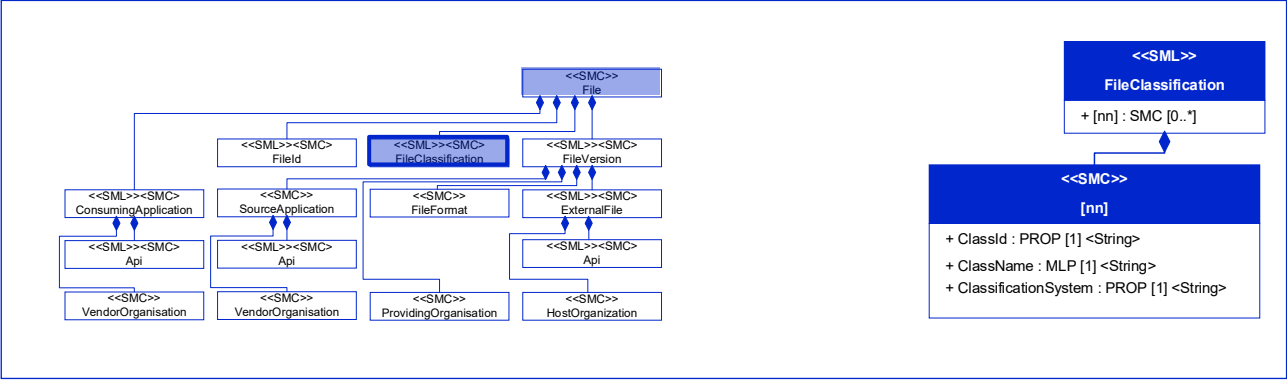 <<SMC>>
File
<<SML>><<SMC>
FileId
<<SML>><<SMC>
FileClassification
<<SML>><<SMC>
FileVersion
<<SML>><<SMC>
ConsumingApplication
<<SML>><<SMC>
SourceApplication
<<SMC>>
FileFormat
<<SML>><<SMC>
ExternalFile
<<SML>><<SMC>
Api
<<SML>><<SMC>
Api
<<SML>><<SMC>
Api
<<SMC>>
VendorOrganisation
<<SMC>>
VendorOrganisation
<<SMC>>
ProvidingOrganisation
<<SMC>>
HostOrganization
<<SML>>
FileClassification
+ [nn] : SMC [0..*]
<<SMC>>
[nn]
+ ClassId : PROP [1] <String>
+ ClassName : MLP [1] <String>
+ ClassificationSystem : PROP [1] <String>